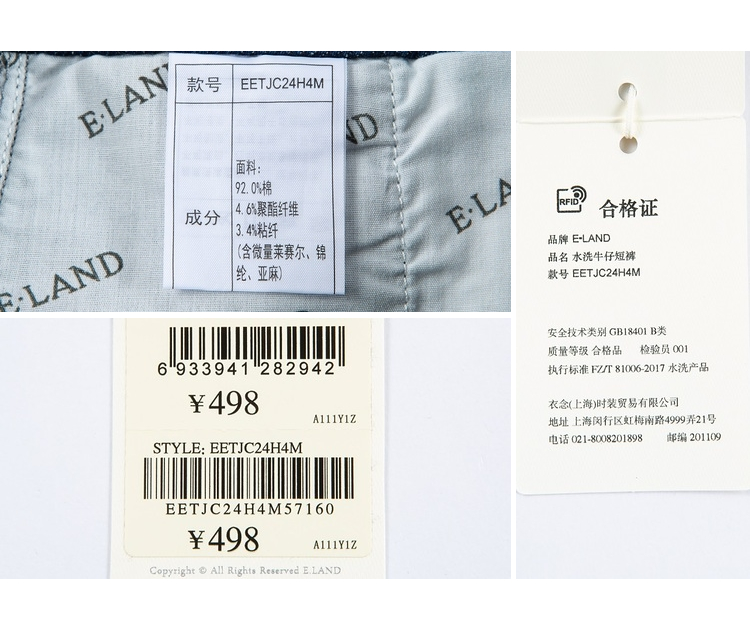 E·LAND
款号 EETJC24H4M
成分
面料:
92.0%棉
4.6%聚酯纤维
3.4%粘纤
(含微量莱赛尔、锦
纶、亚麻)
E·LAND
6 933941 282942
¥498
A111Y1Z
STYLE: EETJC24H4M
EETJC24H4M57160
¥498
A111Y1Z
Copyright © All Rights Reserved E.LAND
RFID
合格证
品牌 E·LAND
品名 水洗牛仔短裤
款号 EETJC24H4M
安全技术类别 GB18401 B类
质量等级 合格品 检验员 001
执行标准 FZ/T 81006-2017 水洗产品
衣念(上海)时装贸易有限公司
地址 上海闵行区虹梅南路4999弄21号
电话 021-8008201898 邮编 201109